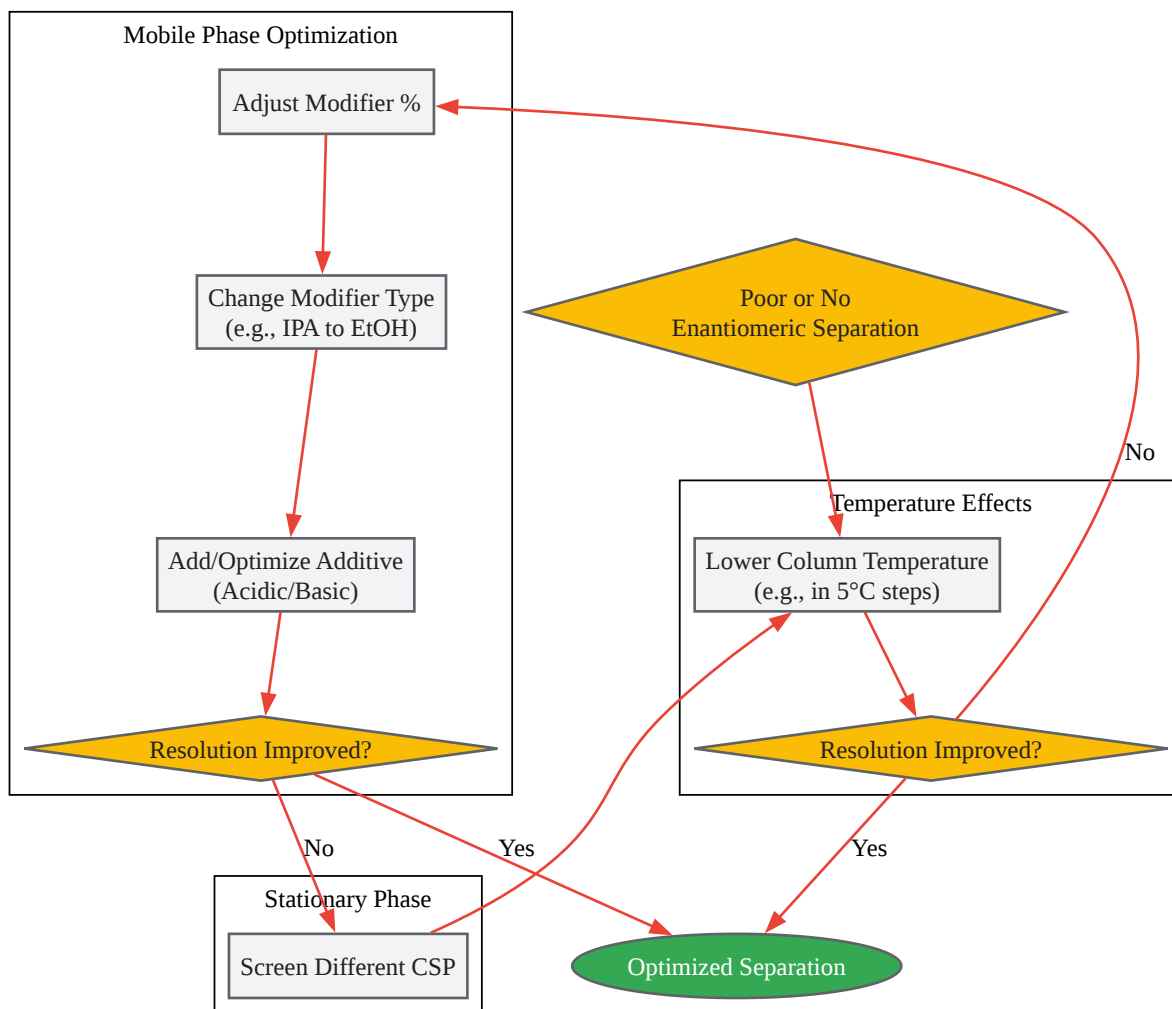 Mobile Phase Optimization
Adjust Modifier %
Change Modifier Type
(e.g., IPA to EtOH)
Poor or No
Enantiomeric Separation
No
Temperature Effects
Add/Optimize Additive
(Acidic/Basic)
Lower Column Temperature
(e.g., in 5°C steps)
Resolution Improved?
Resolution Improved?
No
Yes
Yes
Stationary Phase
Screen Different CSP
Optimized Separation